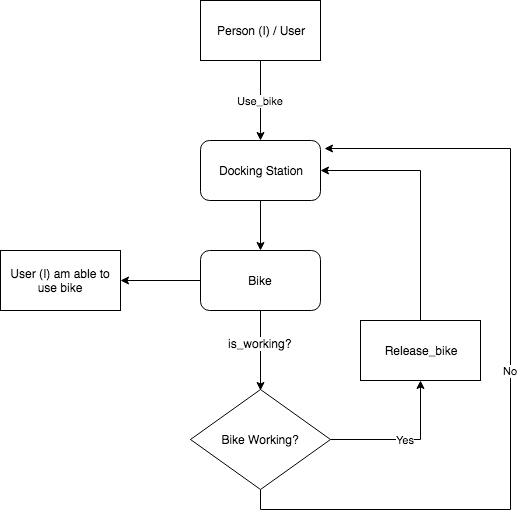 Person (I) / User
Use_bike
Docking Station
User (I) am able to
use bike
Bike
is_working?
Release_bike
No
Bike Working?
Yes